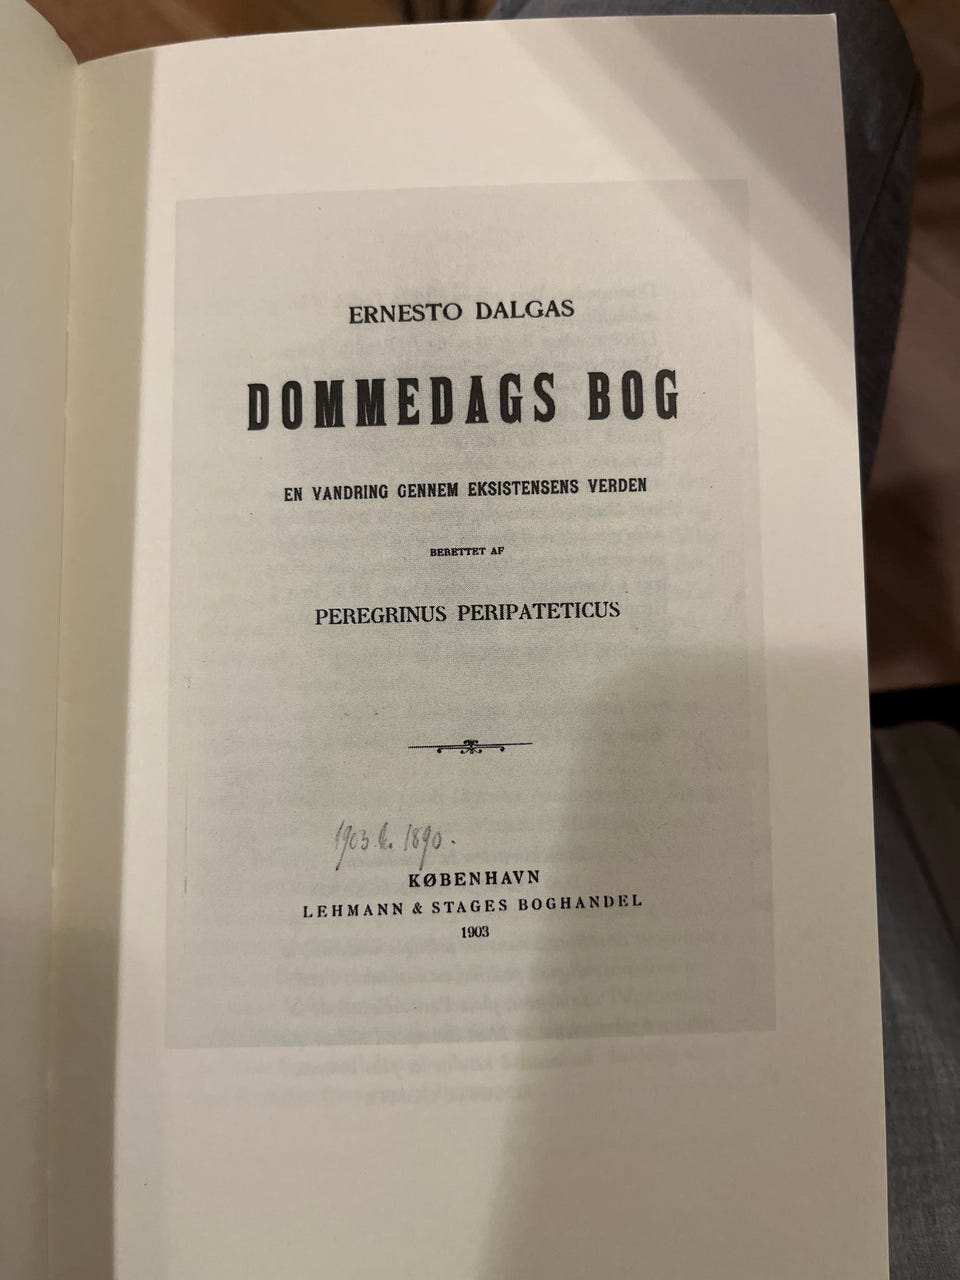 ERNESTO DALGAS
DOMMEDAGS BOG
EN VANDRING GENNEM EKSISTENSENS VERDEN
BERETTET AF
PEREGRINUS PERIPATETICUS
1903. 1890.
KØBENHAVN
LEHMANN & STAGES BOGHANDEL
1903